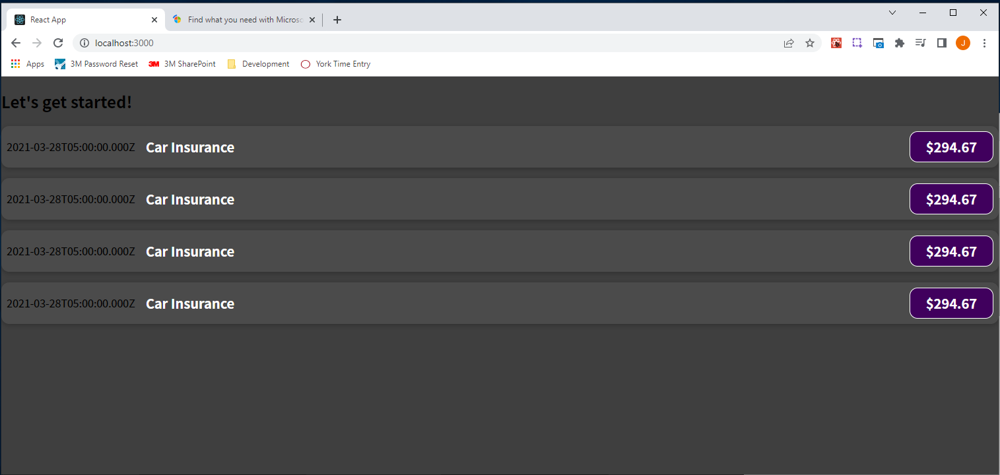 React App
Find what you need with Microsc
localhost:3000
J
Apps
3M Password Reset
3M
3M SharePoint
Development
York Time Entry
Let's get started!
2021-03-28T05:00:00.000Z Car Insurance $294.67
2021-03-28T05:00:00.000Z Car Insurance $294.67
2021-03-28T05:00:00.000Z Car Insurance $294.67
2021-03-28T05:00:00.000Z Car Insurance $294.67